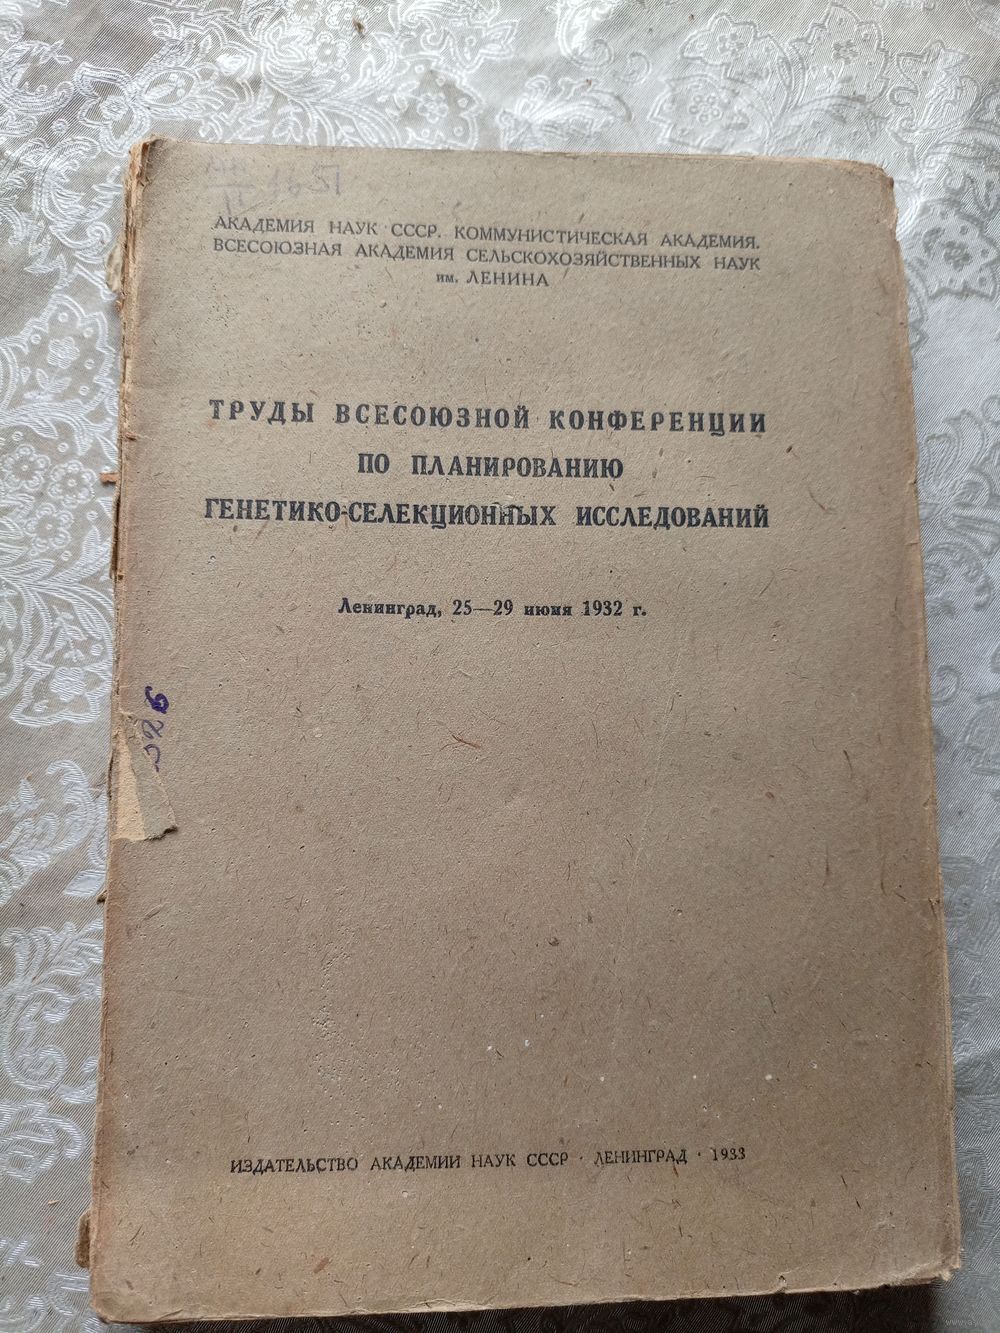 1651
АКАДЕМИЯ НАУК СССР. КОММУНИСТИЧЕСКАЯ АКАДЕМИЯ.
ВСЕСОЮЗНАЯ АКАДЕМИЯ СЕЛЬСКОХОЗЯЙСТВЕННЫХ НАУК
им. ЛЕНИНА
ТРУДЫ ВСЕСОЮЗНОЙ КОНФЕРЕНЦИИ
ПО ПЛАНИРОВАНИЮ
ГЕНЕТИКО-СЕЛЕКЦИОННЫХ ИССЛЕДОВАНИЙ
Ленинград, 25—29 июня 1932 г.
ИЗДАТЕЛЬСТВО АКАДЕМИИ НАУК СССР · ЛЕНИНГРАД · 1933